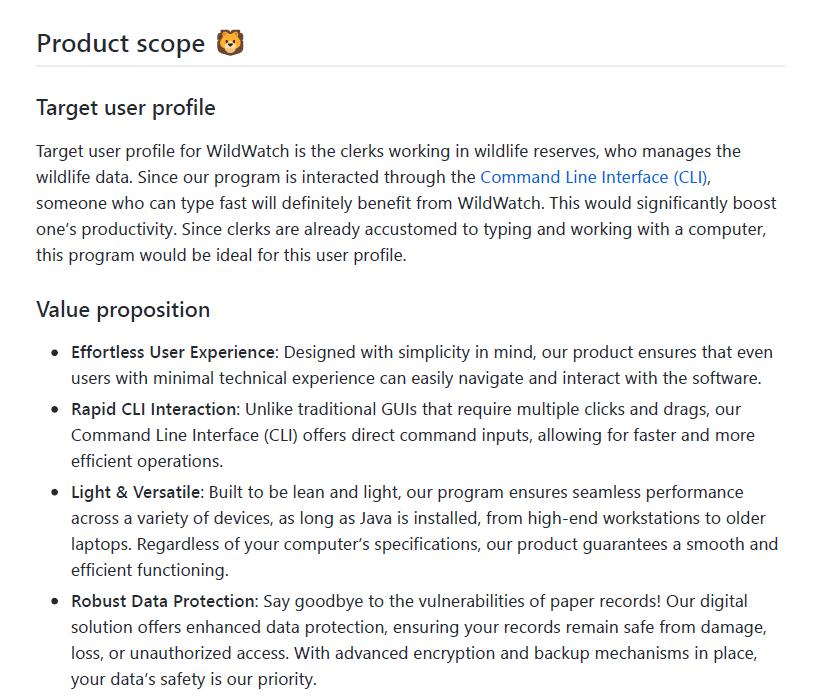 Product scope 🦁
Target user profile
Target user profile for WildWatch is the clerks working in wildlife reserves, who manages the
wildlife data. Since our program is interacted through the Command Line Interface (CLI),
someone who can type fast will definitely benefit from WildWatch. This would significantly boost
one's productivity. Since clerks are already accustomed to typing and working with a computer,
this program would be ideal for this user profile.
Value proposition
• Effortless User Experience: Designed with simplicity in mind, our product ensures that even
users with minimal technical experience can easily navigate and interact with the software.
• Rapid CLI Interaction: Unlike traditional GUIs that require multiple clicks and drags, our
Command Line Interface (CLI) offers direct command inputs, allowing for faster and more
efficient operations.
• Light & Versatile: Built to be lean and light, our program ensures seamless performance
across a variety of devices, as long as Java is installed, from high-end workstations to older
laptops. Regardless of your computer's specifications, our product guarantees a smooth and
efficient functioning.
• Robust Data Protection: Say goodbye to the vulnerabilities of paper records! Our digital
solution offers enhanced data protection, ensuring your records remain safe from damage,
loss, or unauthorized access. With advanced encryption and backup mechanisms in place,
your data's safety is our priority.